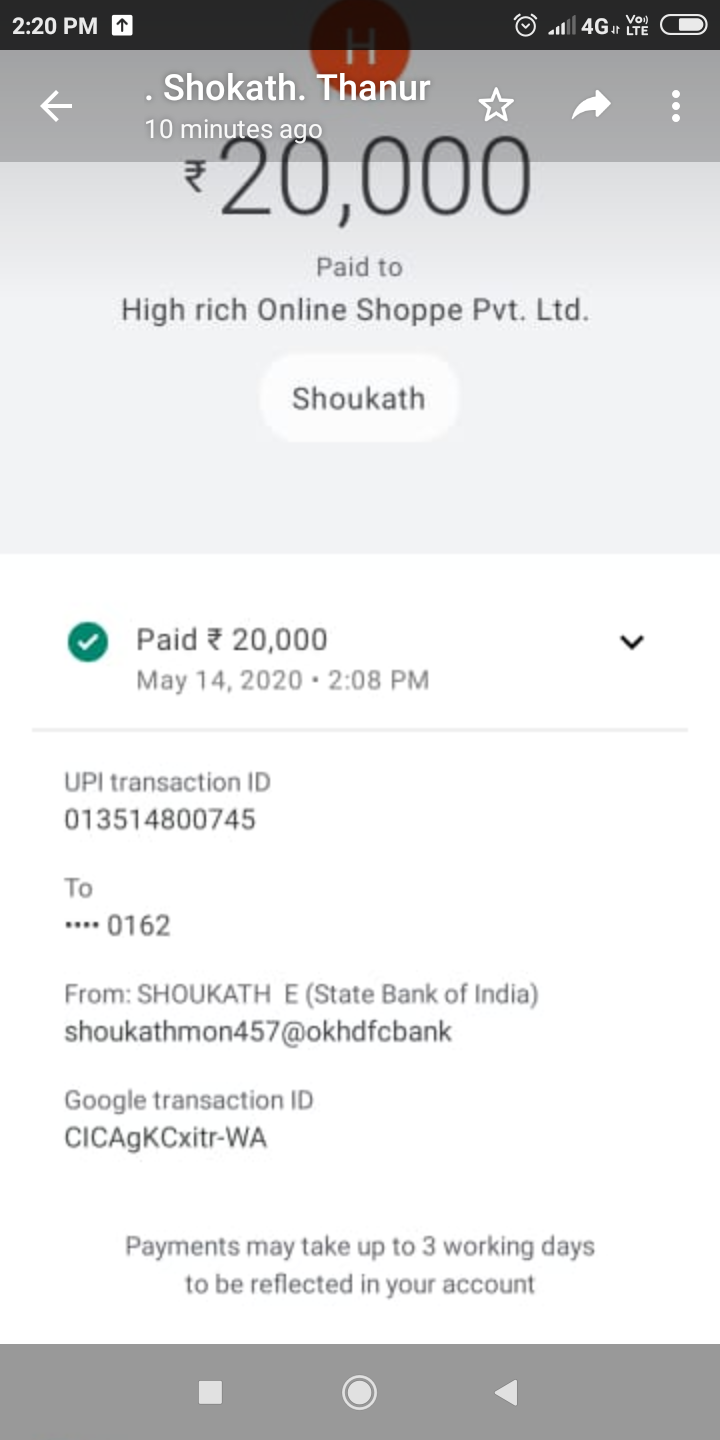 2:20 PM 4G Vo) LTE
H
. Shokath. Thanur
10 minutes ago
₹20,000
Paid to
High rich Online Shoppe Pvt. Ltd.
Shoukath
Paid ₹ 20,000
May 14, 2020 • 2:08 PM
UPI transaction ID
013514800745
To
•••• 0162
From: SHOUKATH E (State Bank of India)
shoukathmon457@okhdfcbank
Google transaction ID
CICAgKCxitr-WA
Payments may take up to 3 working days
to be reflected in your account